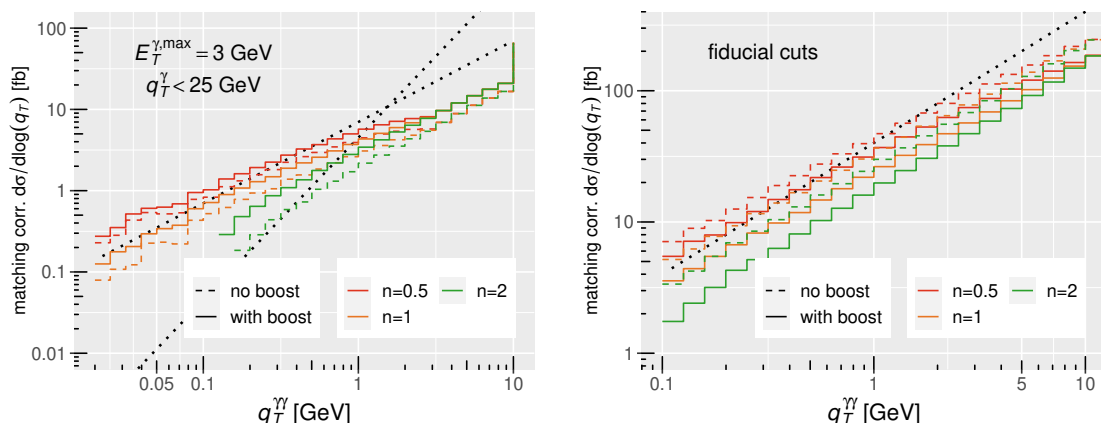 matching corr. dσ/dlog(q_T) [fb]
100
10
1
0.1
0.01
E_T^{γ,max} = 3 GeV
q_T^γ < 25 GeV
no boost
with boost
n=0.5
n=2
n=1
0.05
0.1
1
10
q_T^{γγ} [GeV]
matching corr. dσ/dlog(q_T) [fb]
100
10
1
fiducial cuts
no boost
with boost
n=0.5
n=2
n=1
0.1
1
5
10
q_T^{γγ} [GeV]